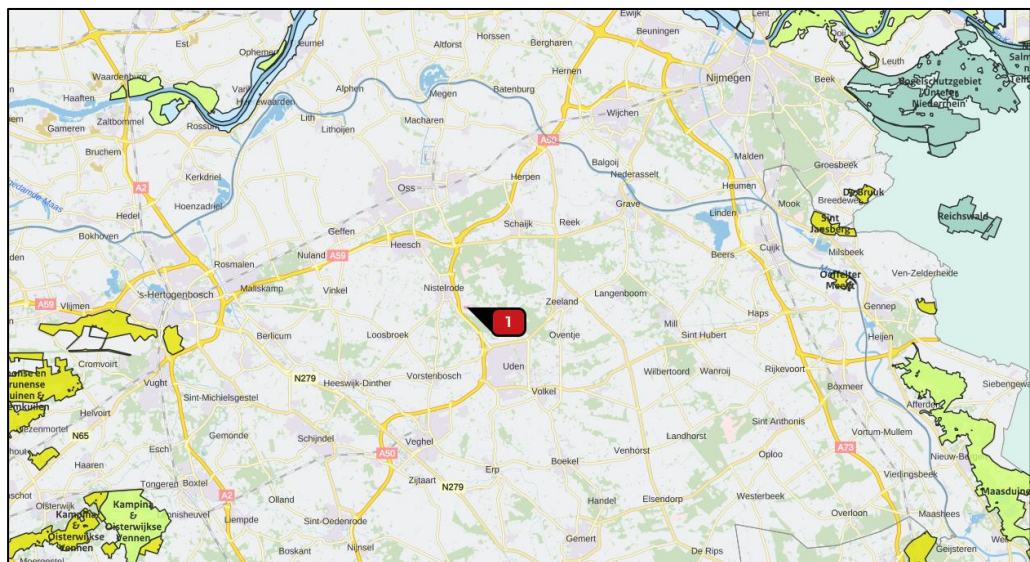 Est
Ophemert
Altforst
Horssen
Bergharen
Ewijk
Beuningen
Lent
Ooij
Leuth
Waardenburg
Haaften
Gameren
Zaltbommel
Rossum
Heerewaarden
Alphen
Lith
Lithoijen
Megen
Macharen
Batenburg
Hernen
Wijchen
Nijmegen
Beek
Vogelschutzgebiet
Unterer
Niederrhein
Bruchem
Kerkdriel
A2
Hoenzadriel
Hedel
Bokhoven
Oss
A50
Balgoij
Nederasselt
Malden
Groesbeek
Herpen
Heumen
De Bruuk
Breedeweg
Geffen
Schaijk
Reek
Grave
Linden
Mook
Sint
Jansberg
Reichswald
Heesch
Nuland
A59
Rosmalen
Beers
Cuijk
Milsbeek
Oeffelter
Meent
Ven-Zelderheide
's-Hertogenbosch
Maliskamp
Vinkel
Nistelrode
Zeeland
Langenboom
Gennep
A59
Vlijmen
1
Haps
Berlicum
Loosbroek
Oventje
Mill
Sint Hubert
Heijen
Cromvoirt
Vught
Uden
Wilbertoord
Wanroij
Rijkevoort
N279
Heeswijk-Dinther
Vorstenbosch
Volkel
Boxmeer
Helvoirt
Sint-Michielsgestel
Afferden
N65
Gemonde
Schijndel
Sint Anthonis
Vortum-Mullem
Esch
Veghel
Landhorst
Haaren
A50
Venhorst
Oploo
A73
Erp
Boekel
Vierlingsbeek
Tongeren
Boxtel
Zijtaart
N279
Maasduinen
A2
Olland
Handel
Elsendorp
Westerbeek
Oisterwijk
Kampina
&
Oisterwijkse
Vennen
Kampina
&
Oisterwijkse
Vennen
Liempde
Sint-Oedenrode
Overloon
Maashees
Boskant
Nijnsel
Gemert
De Rips
Geijsteren
Moergestel